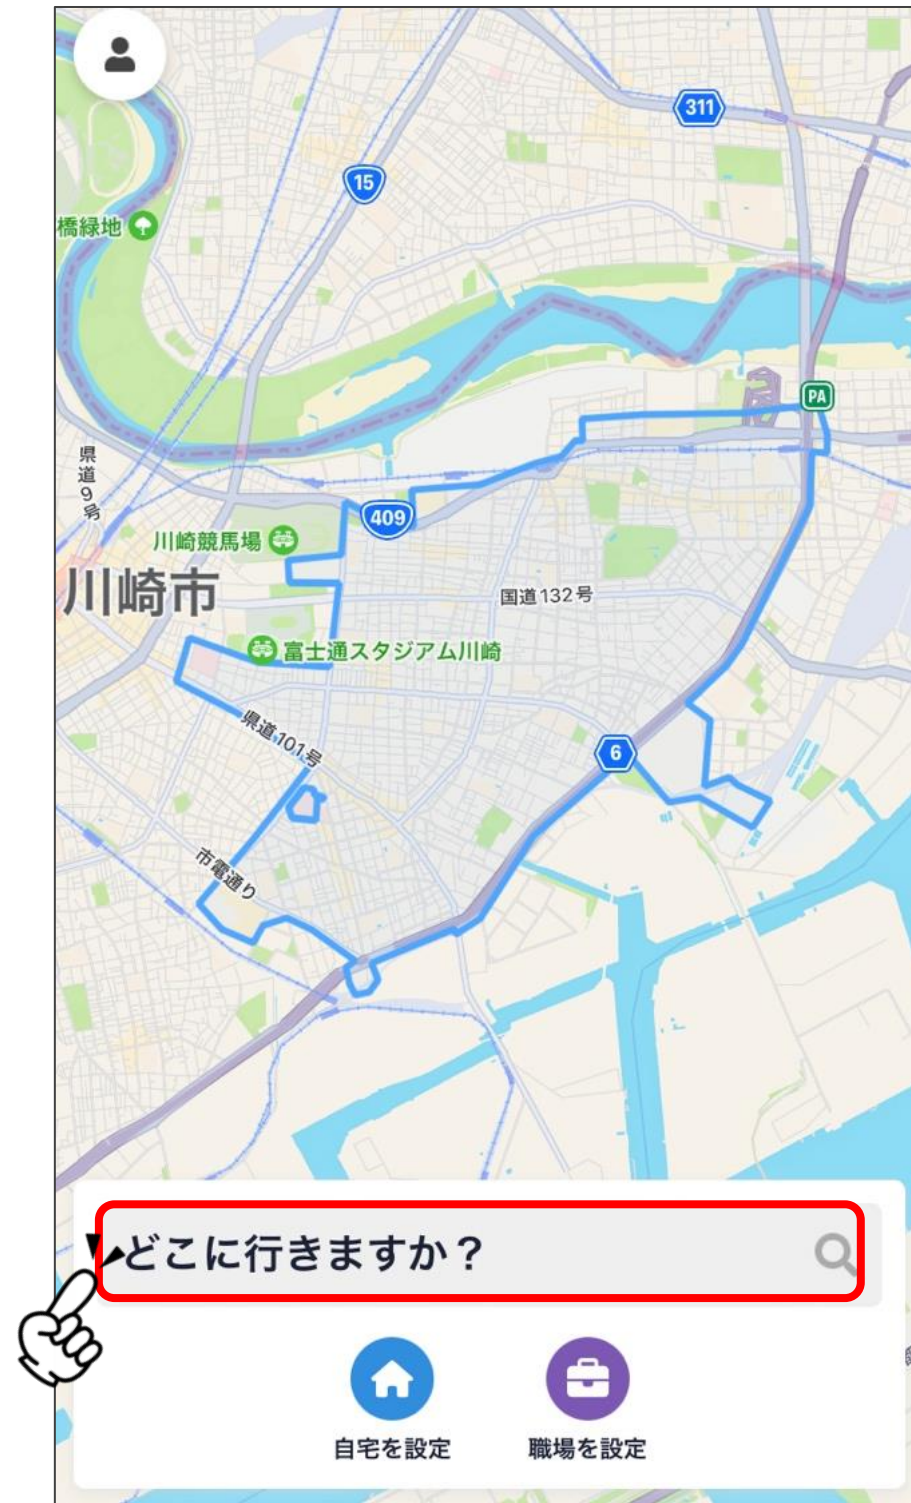 311
15
橋緑地
PA
県道9号
409
川崎競馬場
川崎市
国道132号
富士通スタジアム川崎
県道101号
6
市電通り
どこに行きますか？
自宅を設定
職場を設定